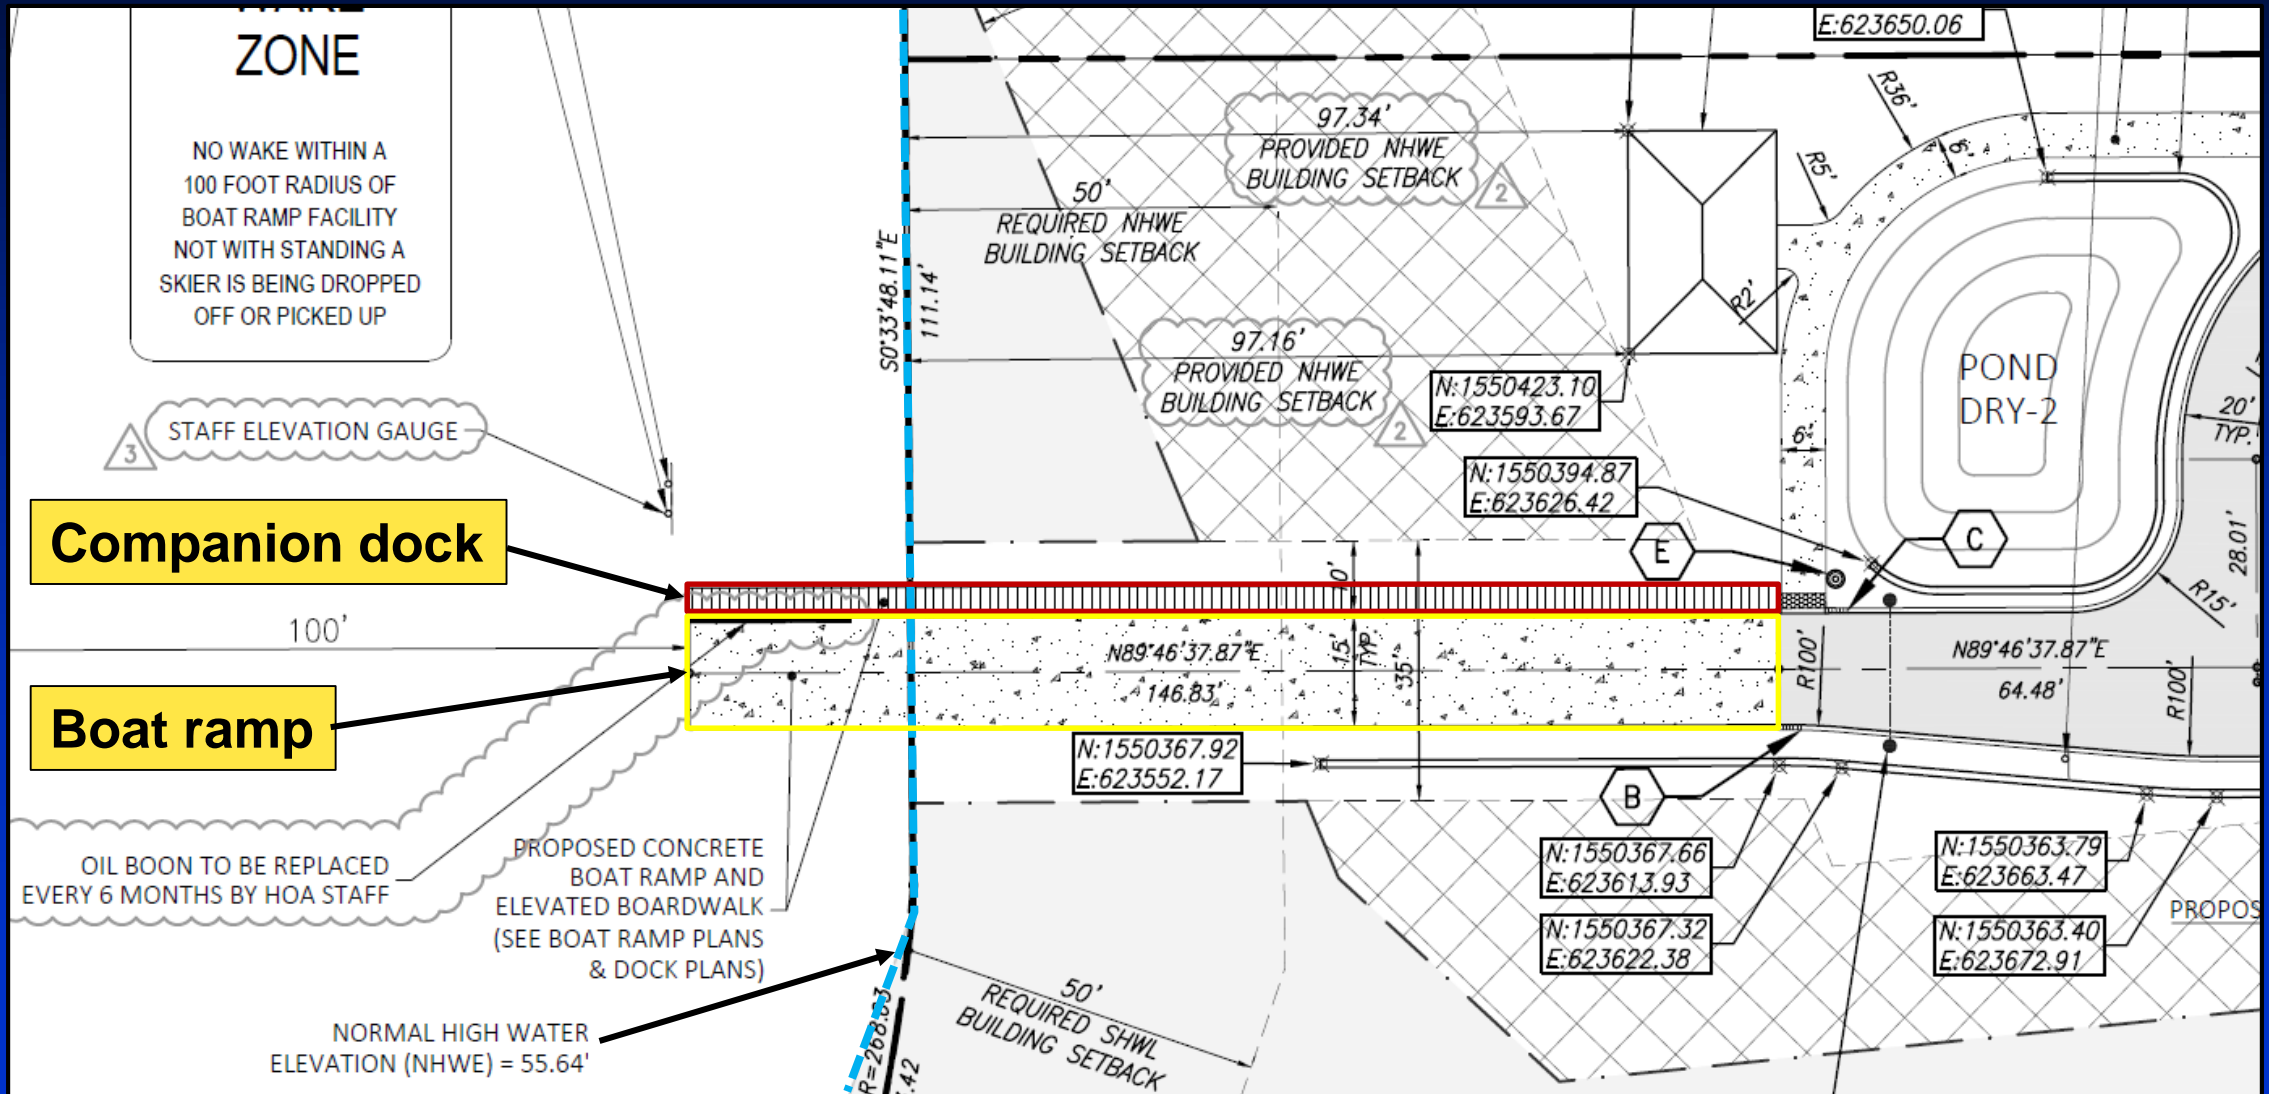 ZONE
NO WAKE WITHIN A
100 FOOT RADIUS OF
BOAT RAMP FACILITY
NOT WITH STANDING A
SKIER IS BEING DROPPED
OFF OR PICKED UP
3
STAFF ELEVATION GAUGE
Companion dock
100'
Boat ramp
OIL BOON TO BE REPLACED
EVERY 6 MONTHS BY HOA STAFF
PROPOSED CONCRETE
BOAT RAMP AND
ELEVATED BOARDWALK
(SEE BOAT RAMP PLANS
& DOCK PLANS)
NORMAL HIGH WATER
ELEVATION (NHWE) = 55.64'
S0°33'48.11"E
111.14'
97.34'
PROVIDED NHWE
BUILDING SETBACK
2
50'
REQUIRED NHWE
BUILDING SETBACK
97.16'
PROVIDED NHWE
BUILDING SETBACK
2
E:623650.06
R36'
6'
R5'
R2'
POND
DRY-2
20'
TYP.
N:1550423.10
E:623593.67
6'
N:1550394.87
E:623626.42
E
C
28.01'
R15'
10'
15'
TYP.
35'
N89°46'37.87"E
146.83'
R100'
N89°46'37.87"E
64.48'
R100'
N:1550367.92
E:623552.17
B
N:1550367.66
E:623613.93
N:1550367.32
E:623622.38
N:1550363.79
E:623663.47
N:1550363.40
E:623672.91
PROPOS
50'
REQUIRED SHWL
BUILDING SETBACK
R=268.03
.42